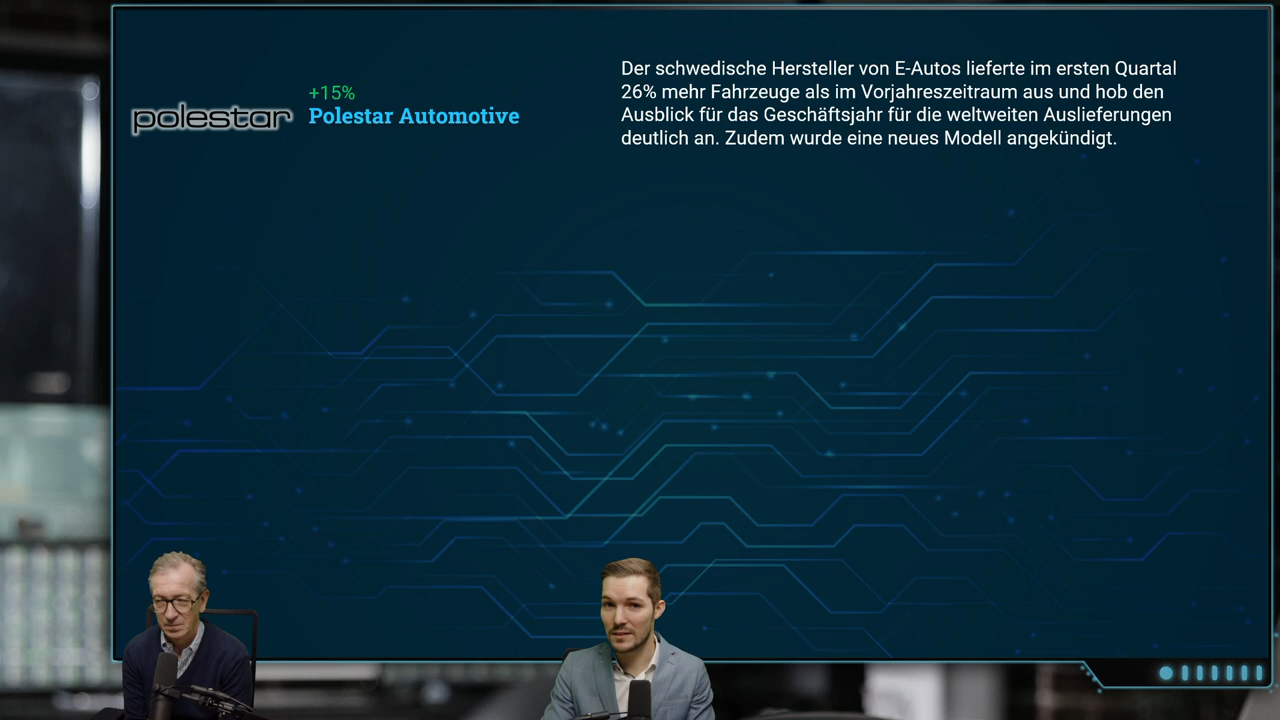 polestar
+15%
Polestar Automotive
Der schwedische Hersteller von E-Autos lieferte im ersten Quartal
26% mehr Fahrzeuge als im Vorjahreszeitraum aus und hob den
Ausblick für das Geschäftsjahr für die weltweiten Auslieferungen
deutlich an. Zudem wurde eine neues Modell angekündigt.